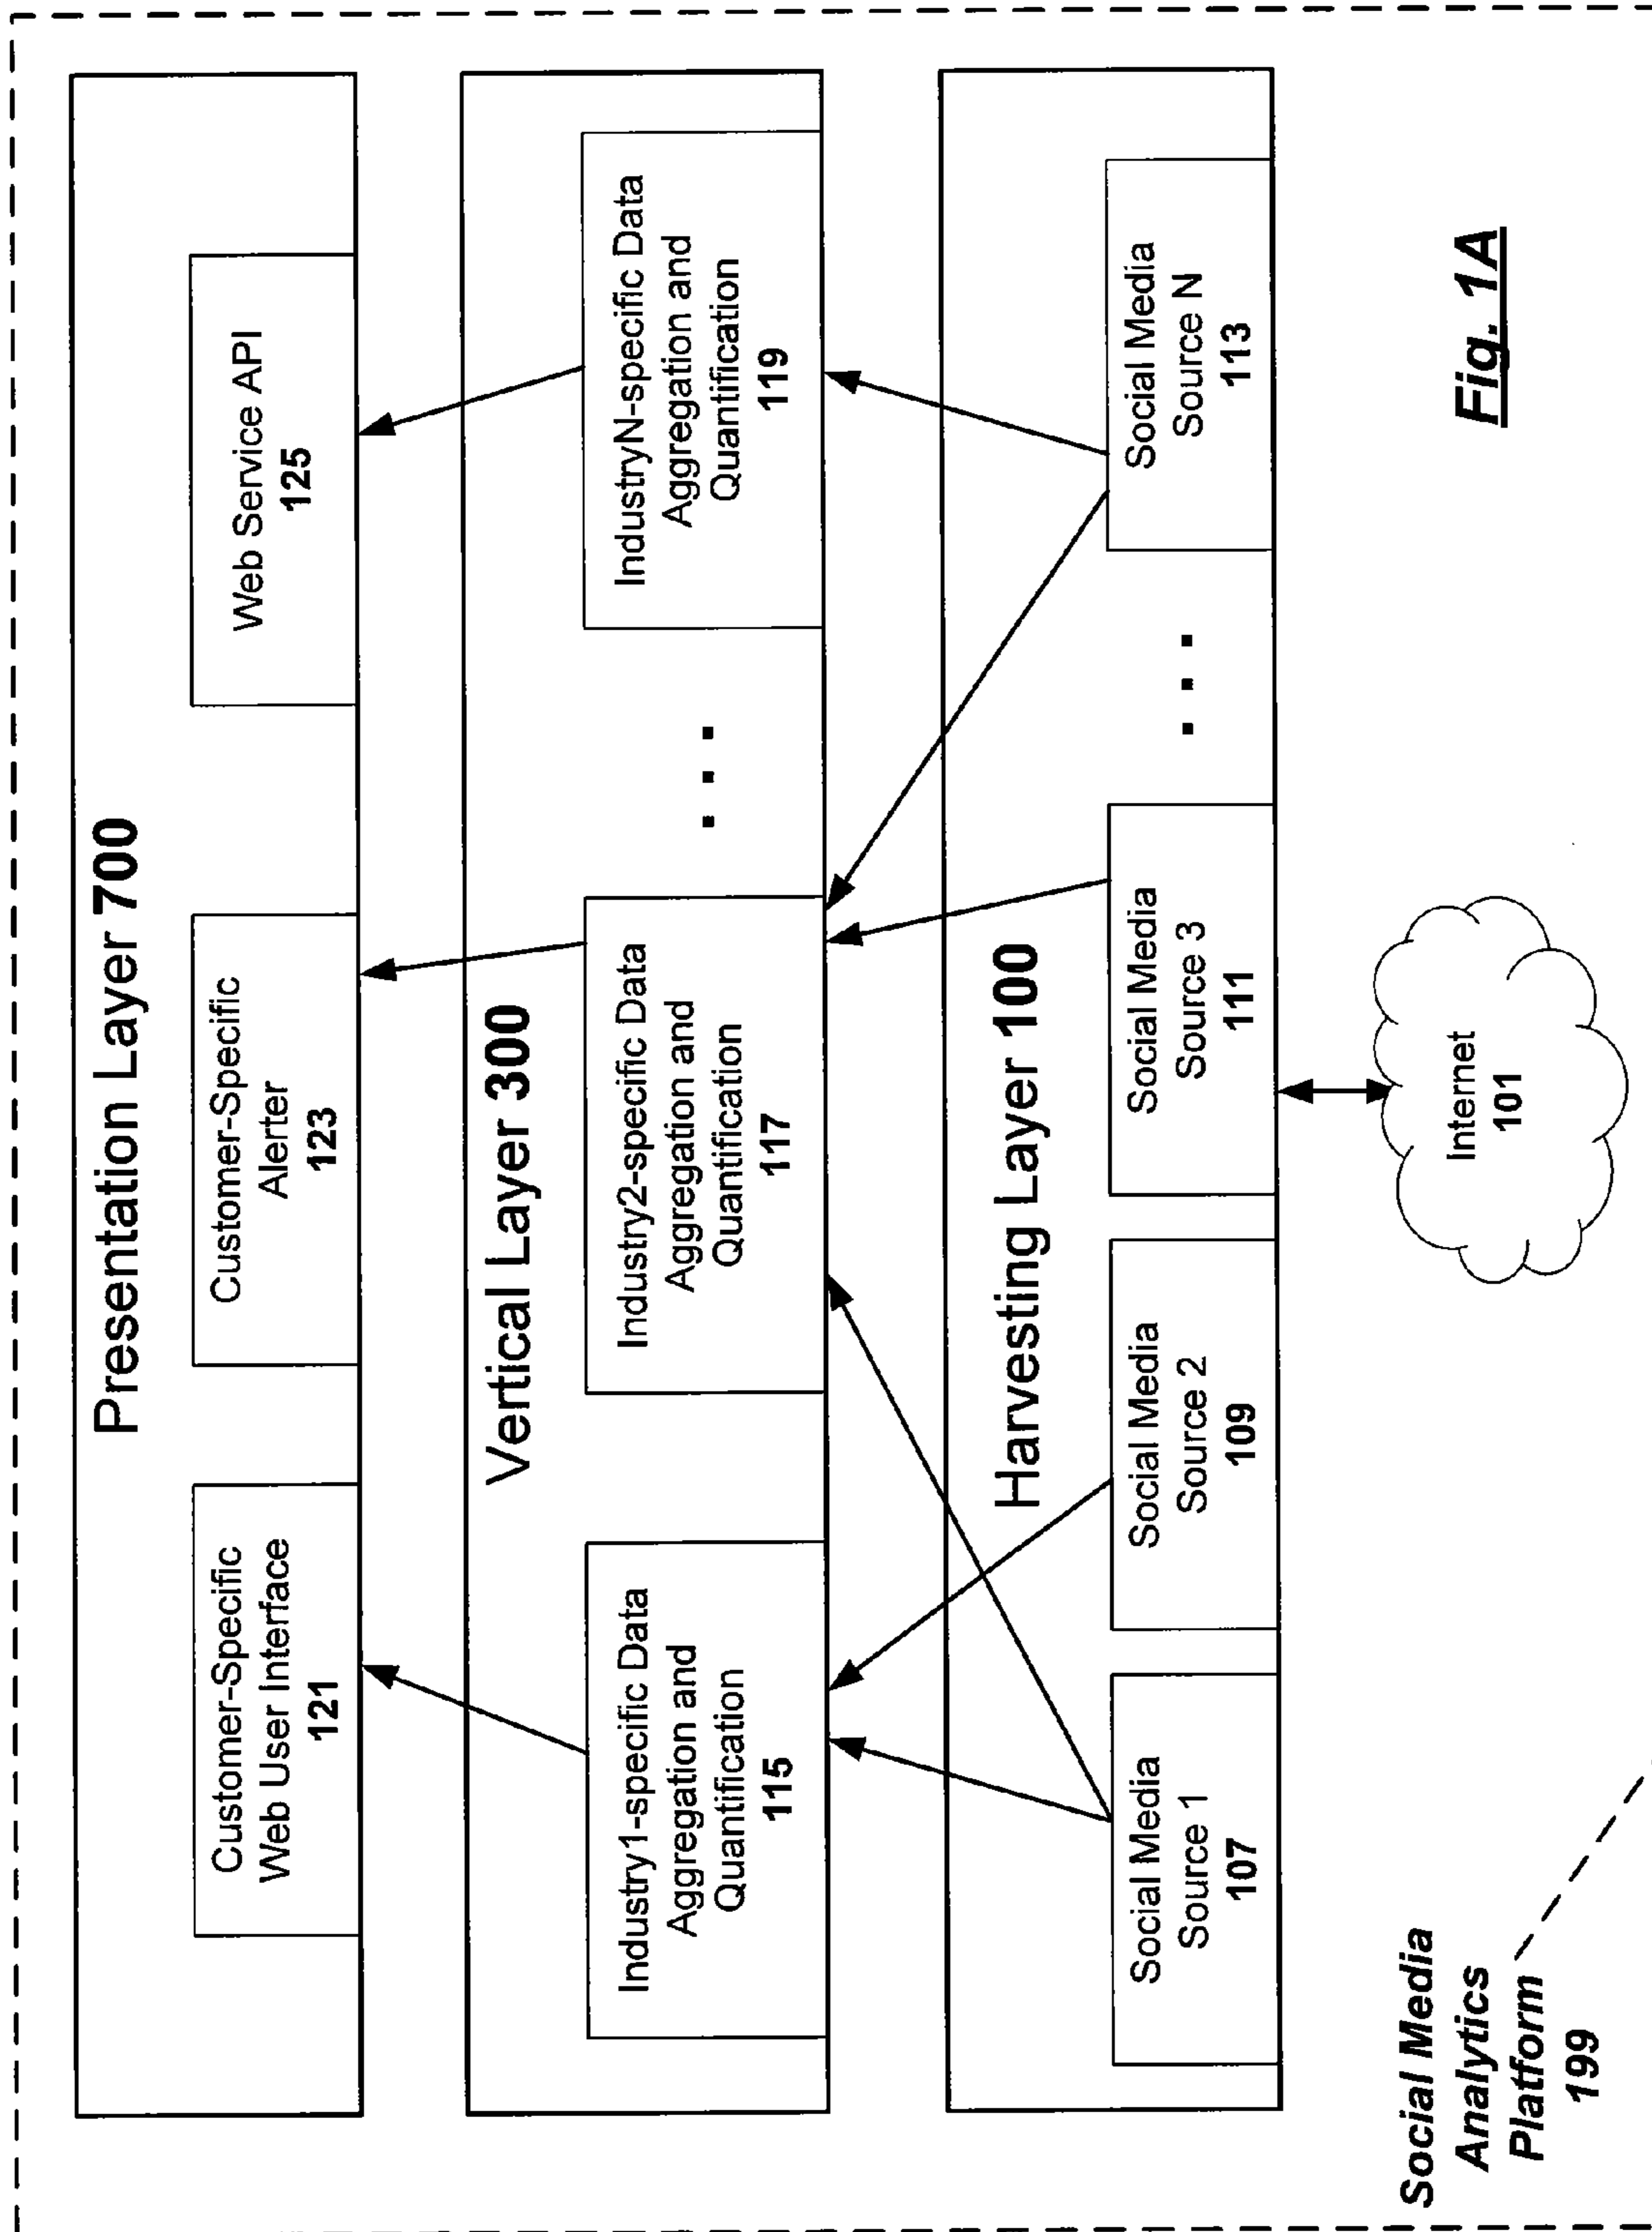 Presentation Layer 700
Customer-Specific
Web User Interface
121
Customer-Specific
Alerter
123
Web Service API
125
Vertical Layer 300
Industry1-specific Data
Aggregation and
Quantification
115
Industry2-specific Data
Aggregation and
Quantification
117
. . .
IndustryN-specific Data
Aggregation and
Quantification
119
Harvesting Layer 100
Social Media
Source 1
107
Social Media
Source 2
109
Social Media
Source 3
111
. . .
Social Media
Source N
113
Social Media
Analytics
Platform
199
Internet
101
Fig. 1A